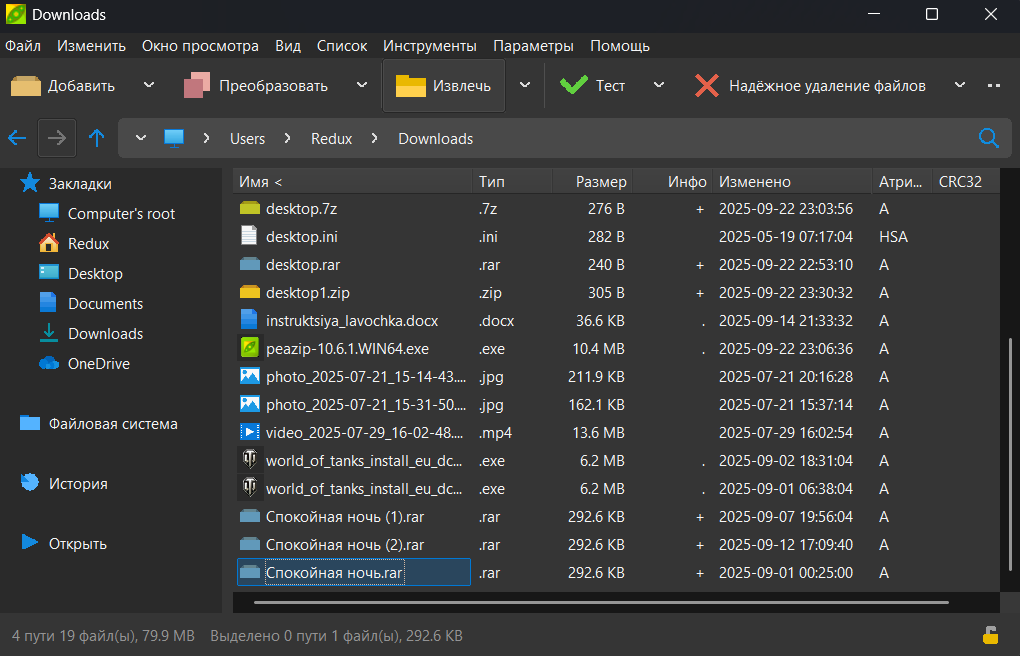 Downloads
Файл Изменить Окно просмотра Вид Список Инструменты Параметры Помощь
Добавить Преобразовать Извлечь Тест Надёжное удаление файлов
Users Redux Downloads
Закладки
Computer's root
Redux
Desktop
Documents
Downloads
OneDrive
Файловая система
История
Открыть
Имя < Тип Размер Инфо Изменено Атри... CRC32
desktop.7z .7z 276 B + 2025-09-22 23:03:56 A
desktop.ini .ini 282 B 2025-05-19 07:17:04 HSA
desktop.rar .rar 240 B + 2025-09-22 22:53:10 A
desktop1.zip .zip 305 B + 2025-09-22 23:30:32 A
instruktsiya_lavochka.docx .docx 36.6 KB . 2025-09-14 21:33:32 A
peazip-10.6.1.WIN64.exe .exe 10.4 MB . 2025-09-22 23:06:36 A
photo_2025-07-21_15-14-43.... .jpg 211.9 KB 2025-07-21 20:16:28 A
photo_2025-07-21_15-31-50.... .jpg 162.1 KB 2025-07-21 15:37:14 A
video_2025-07-29_16-02-48.... .mp4 13.6 MB 2025-07-29 16:02:54 A
world_of_tanks_install_eu_dc... .exe 6.2 MB . 2025-09-02 18:31:04 A
world_of_tanks_install_eu_dc... .exe 6.2 MB . 2025-09-01 06:38:04 A
Спокойная ночь (1).rar .rar 292.6 KB + 2025-09-07 19:56:04 A
Спокойная ночь (2).rar .rar 292.6 KB + 2025-09-12 17:09:40 A
Спокойная ночь.rar .rar 292.6 KB + 2025-09-01 00:25:00 A
4 пути 19 файл(ы), 79.9 MB Выделено 0 пути 1 файл(ы), 292.6 KB